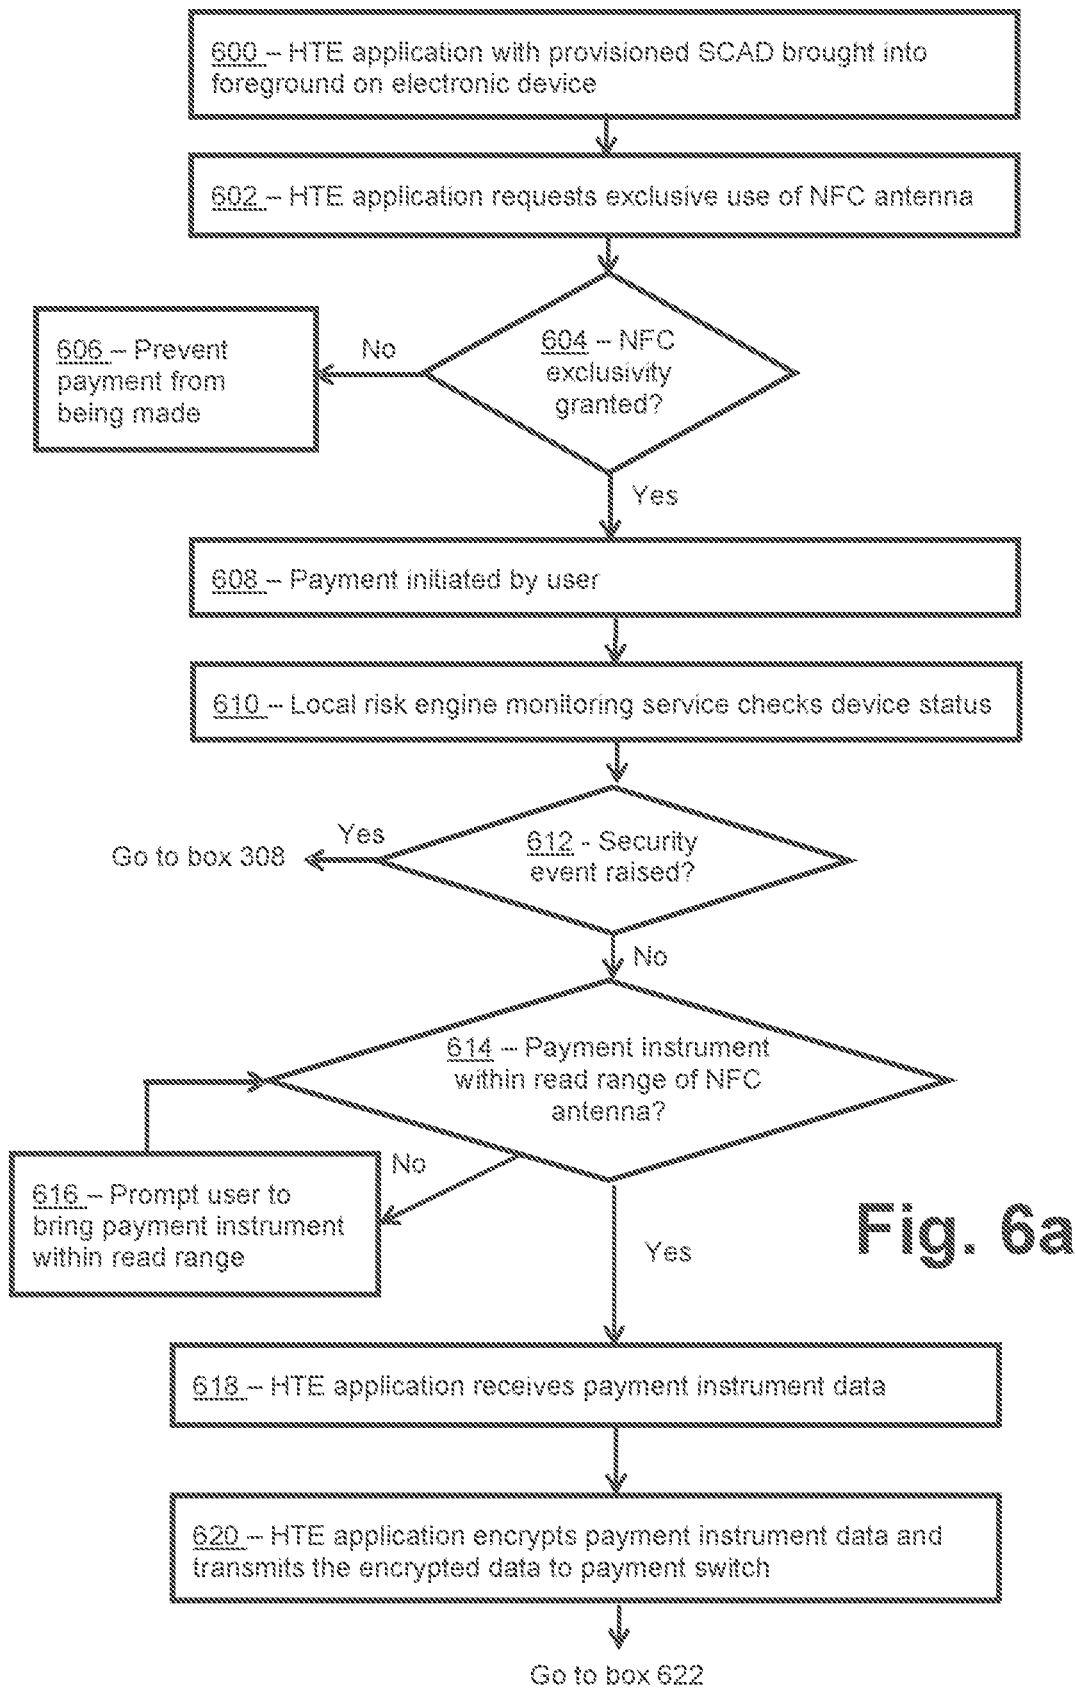 600 – HTE application with provisioned SCAD brought into
foreground on electronic device
602 – HTE application requests exclusive use of NFC antenna
604 – NFC
exclusivity
granted?
No
606 – Prevent
payment from
being made
Yes
608 – Payment initiated by user
610 – Local risk engine monitoring service checks device status
612 - Security
event raised?
Yes
Go to box 308
No
614 – Payment instrument
within read range of NFC
antenna?
No
616 – Prompt user to
bring payment instrument
within read range
Yes
Fig. 6a
618 – HTE application receives payment instrument data
620 – HTE application encrypts payment instrument data and
transmits the encrypted data to payment switch
Go to box 622